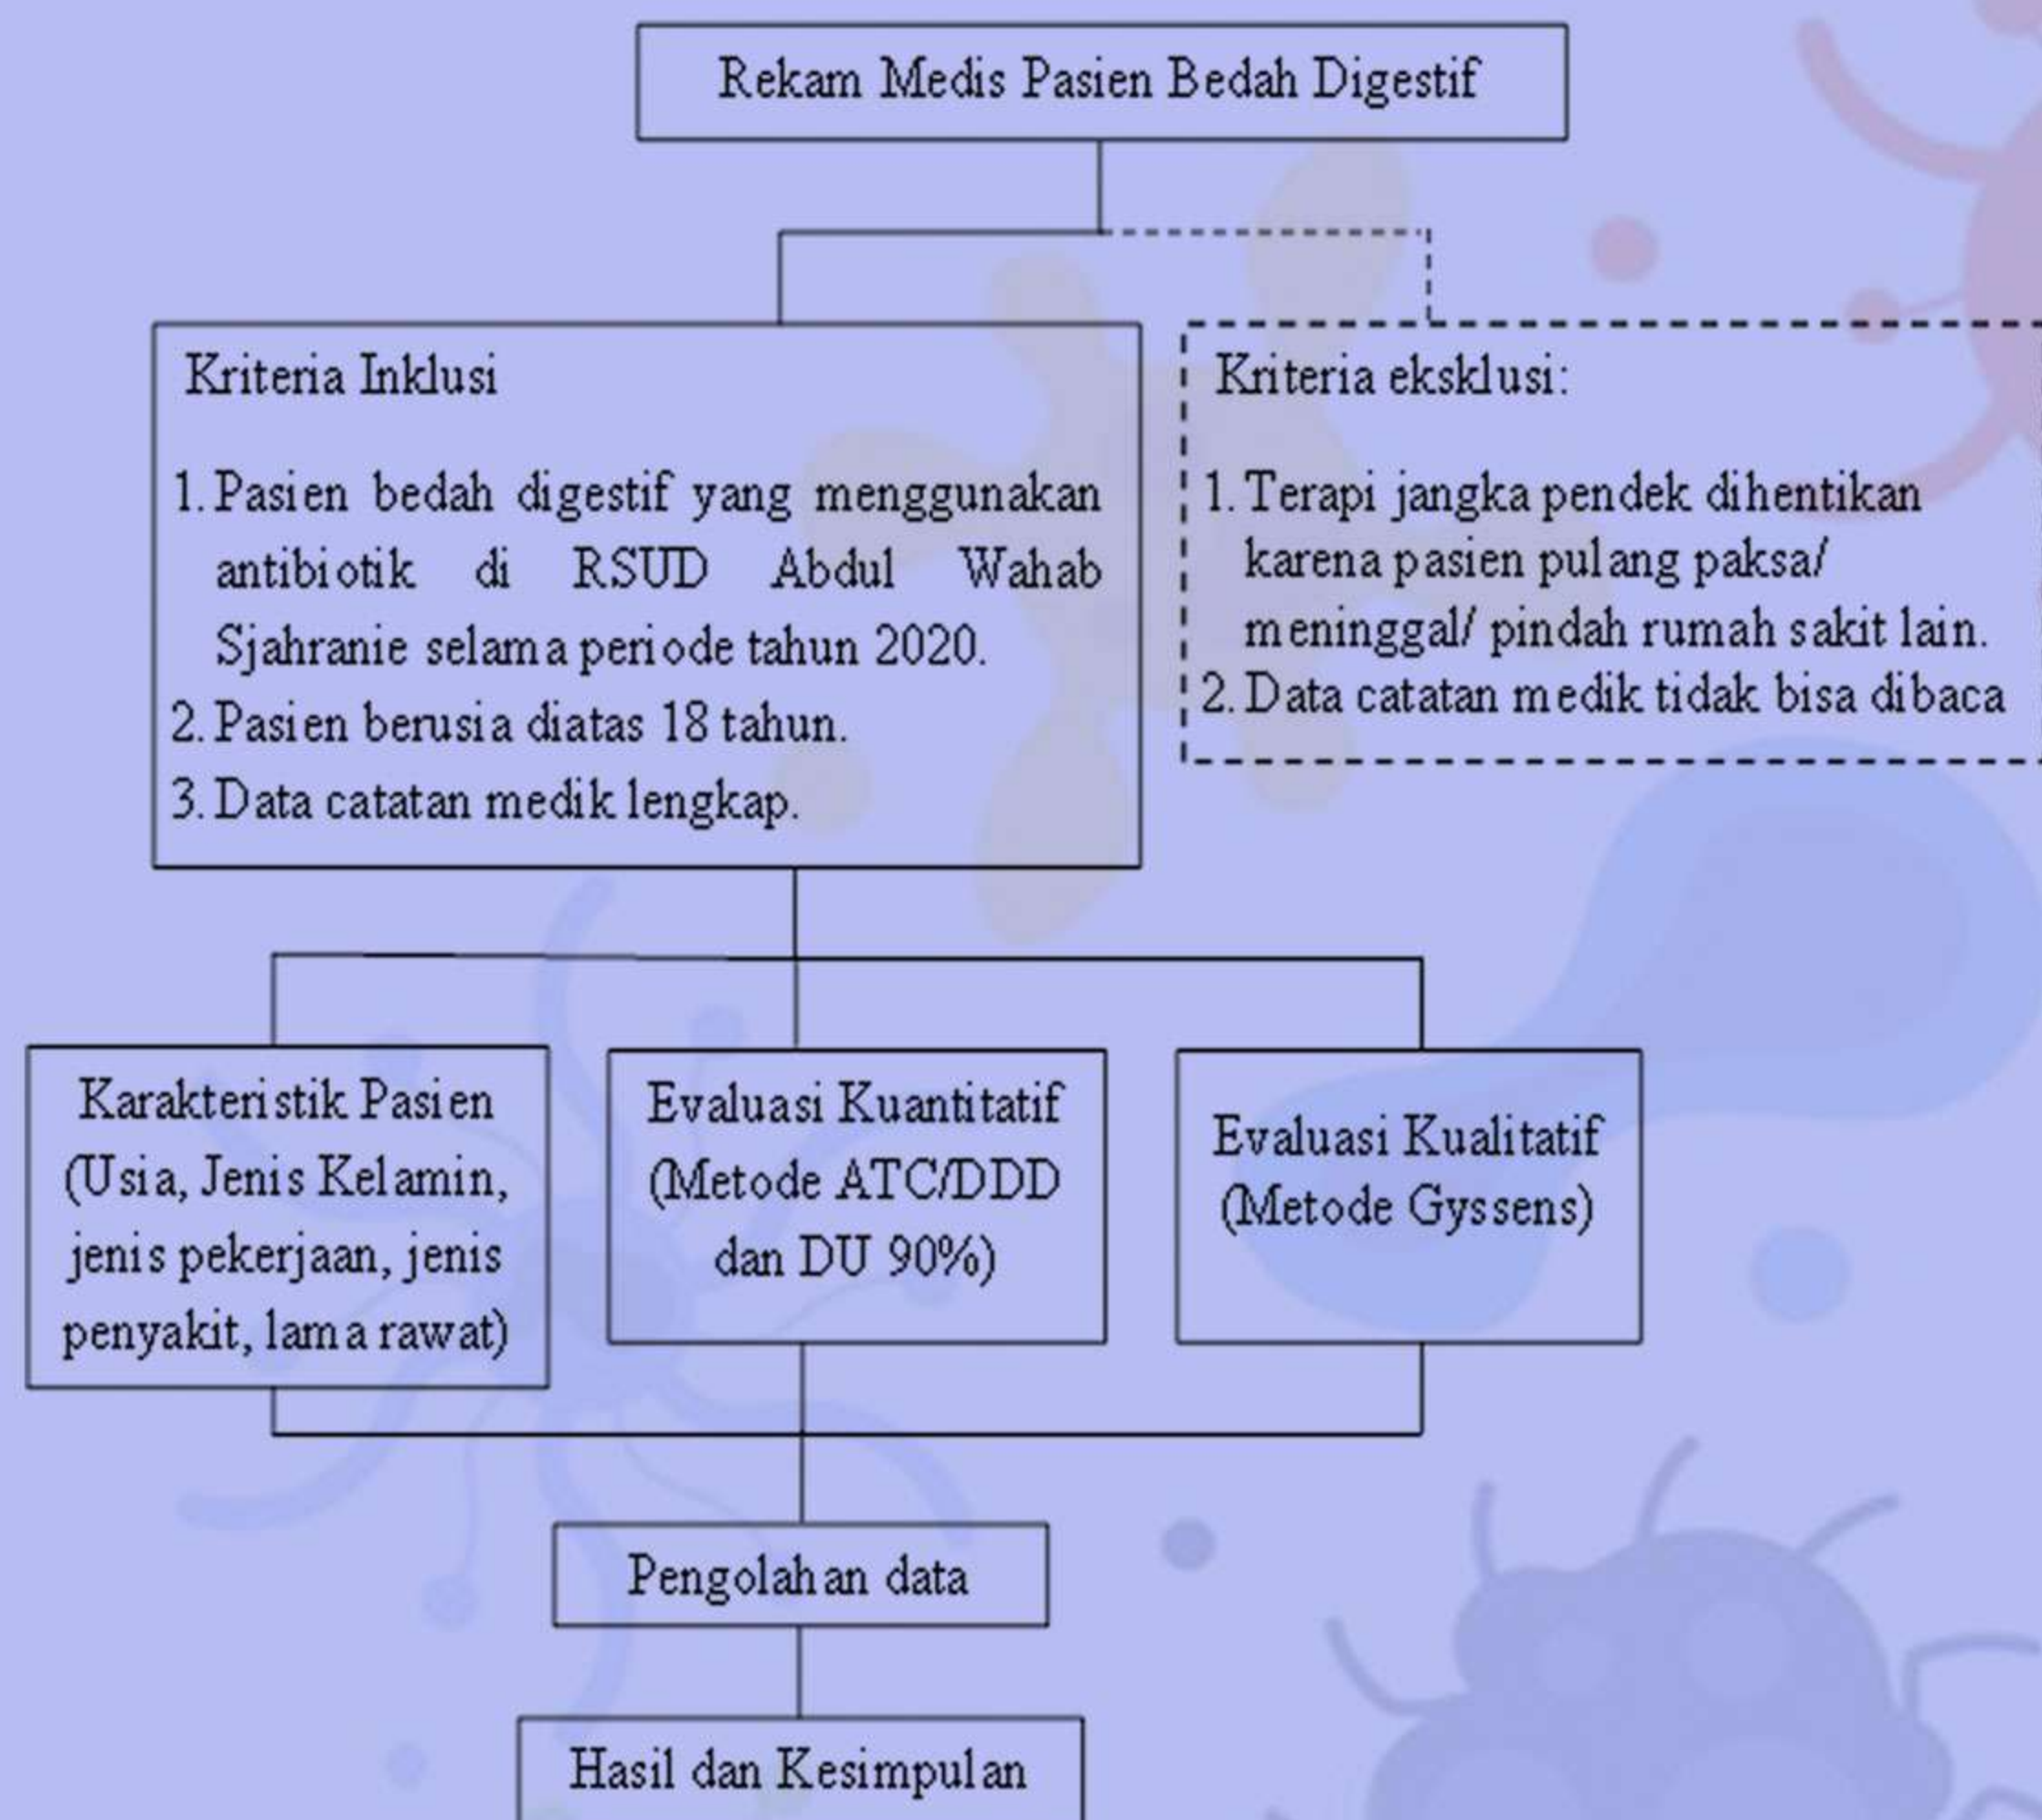 Rekam Medis Pasien Bedah Digestif
Kriteria Inklusi
1. Pasien bedah digestif yang menggunakan
antibiotik di RSUD Abdul Wahab
Sjahranie selama periode tahun 2020.
2. Pasien berusia diatas 18 tahun.
3. Data catatan medik lengkap.
Kriteria eksklusi:
1. Terapi jangka pendek dihentikan
karena pasien pulang paksa/
meninggal/ pindah rumah sakit lain.
2. Data catatan medik tidak bisa dibaca
Karakteristik Pasien
(Usia, Jenis Kelamin,
jenis pekerjaan, jenis
penyakit, lama rawat)
Evaluasi Kuantitatif
(Metode ATC/DDD
dan DU 90%)
Evaluasi Kualitatif
(Metode Gyssens)
Pengolahan data
Hasil dan Kesimpulan